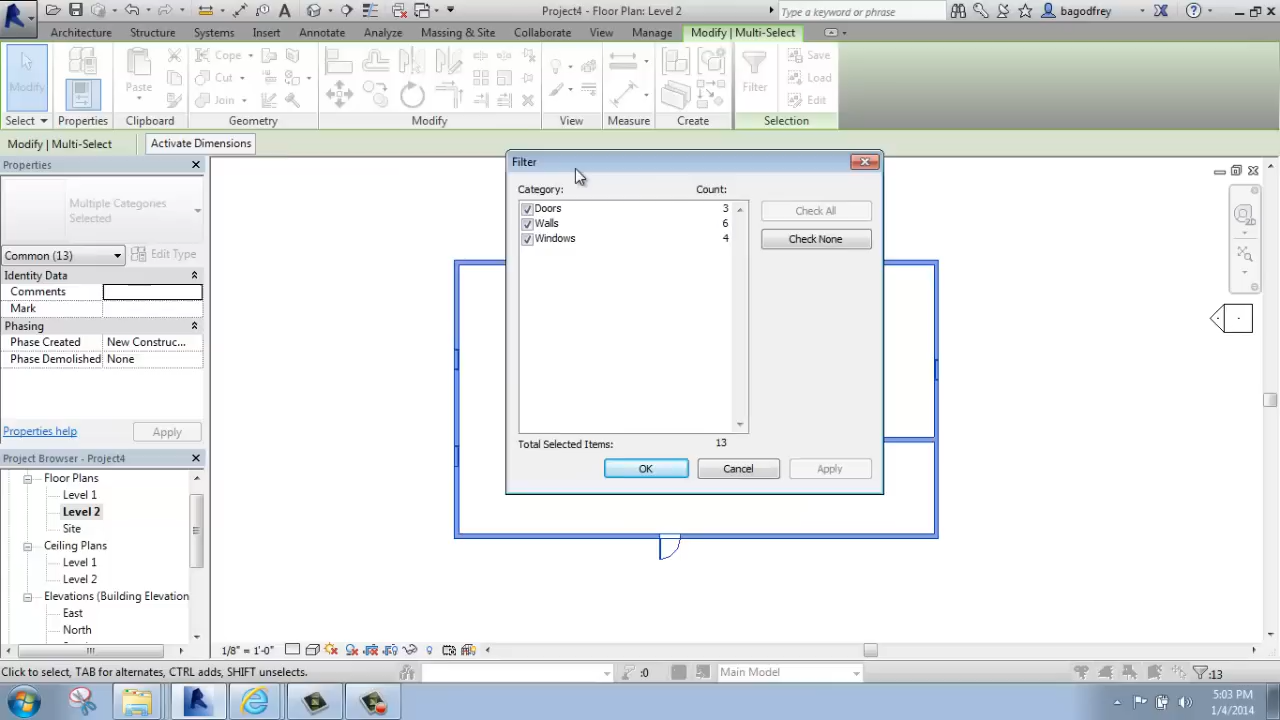 Project4 - Floor Plan: Level 2
Type a keyword or phrase
bagodfrey
Architecture Structure Systems Insert Annotate Analyze Massing & Site Collaborate View Manage Modify | Multi-Select
Modify
Paste
Cope
Cut
Join
Filter
Save
Load
Edit
Select Properties Clipboard Geometry Modify View Measure Create Selection
Modify | Multi-Select Activate Dimensions
Properties
Multiple Categories
Selected
Common (13) Edit Type
Identity Data
Comments
Mark
Phasing
Phase Created New Construc...
Phase Demolished None
Properties help Apply
Project Browser - Project4
Floor Plans
Level 1
Level 2
Site
Ceiling Plans
Level 1
Level 2
Elevations (Building Elevation
East
North
Filter
Category: Count:
Doors 3
Walls 6
Windows 4
Check All
Check None
Total Selected Items: 13
OK Cancel Apply
2D
1/8" = 1'-0"
Click to select, TAB for alternates, CTRL adds, SHIFT unselects.
:0
Main Model
:13
5:03 PM
1/4/2014